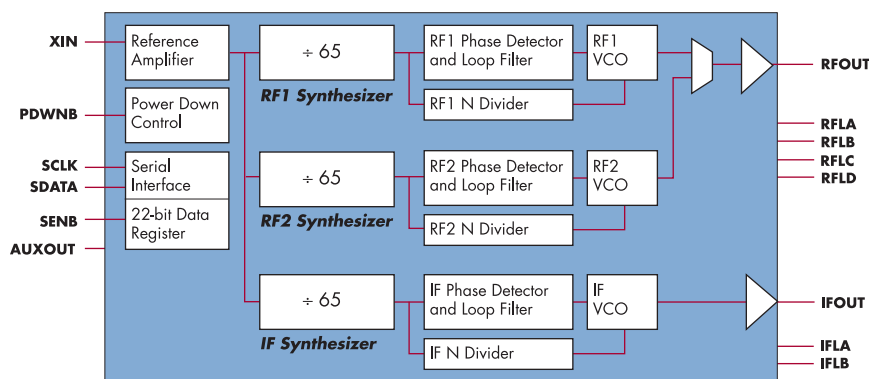 XIN
PDWNB
SCLK
SDATA
SENB
AUXOUT
Reference
Amplifier
Power Down
Control
Serial
Interface
22-bit Data
Register
÷ 65
RF1 Synthesizer
RF1 Phase Detector
and Loop Filter
RF1 N Divider
RF1
VCO
÷ 65
RF2 Synthesizer
RF2 Phase Detector
and Loop Filter
RF2 N Divider
RF2
VCO
÷ 65
IF Synthesizer
IF Phase Detector
and Loop Filter
IF N Divider
IF
VCO
RFOUT
RFLA
RFLB
RFLC
RFLD
IFOUT
IFLA
IFLB